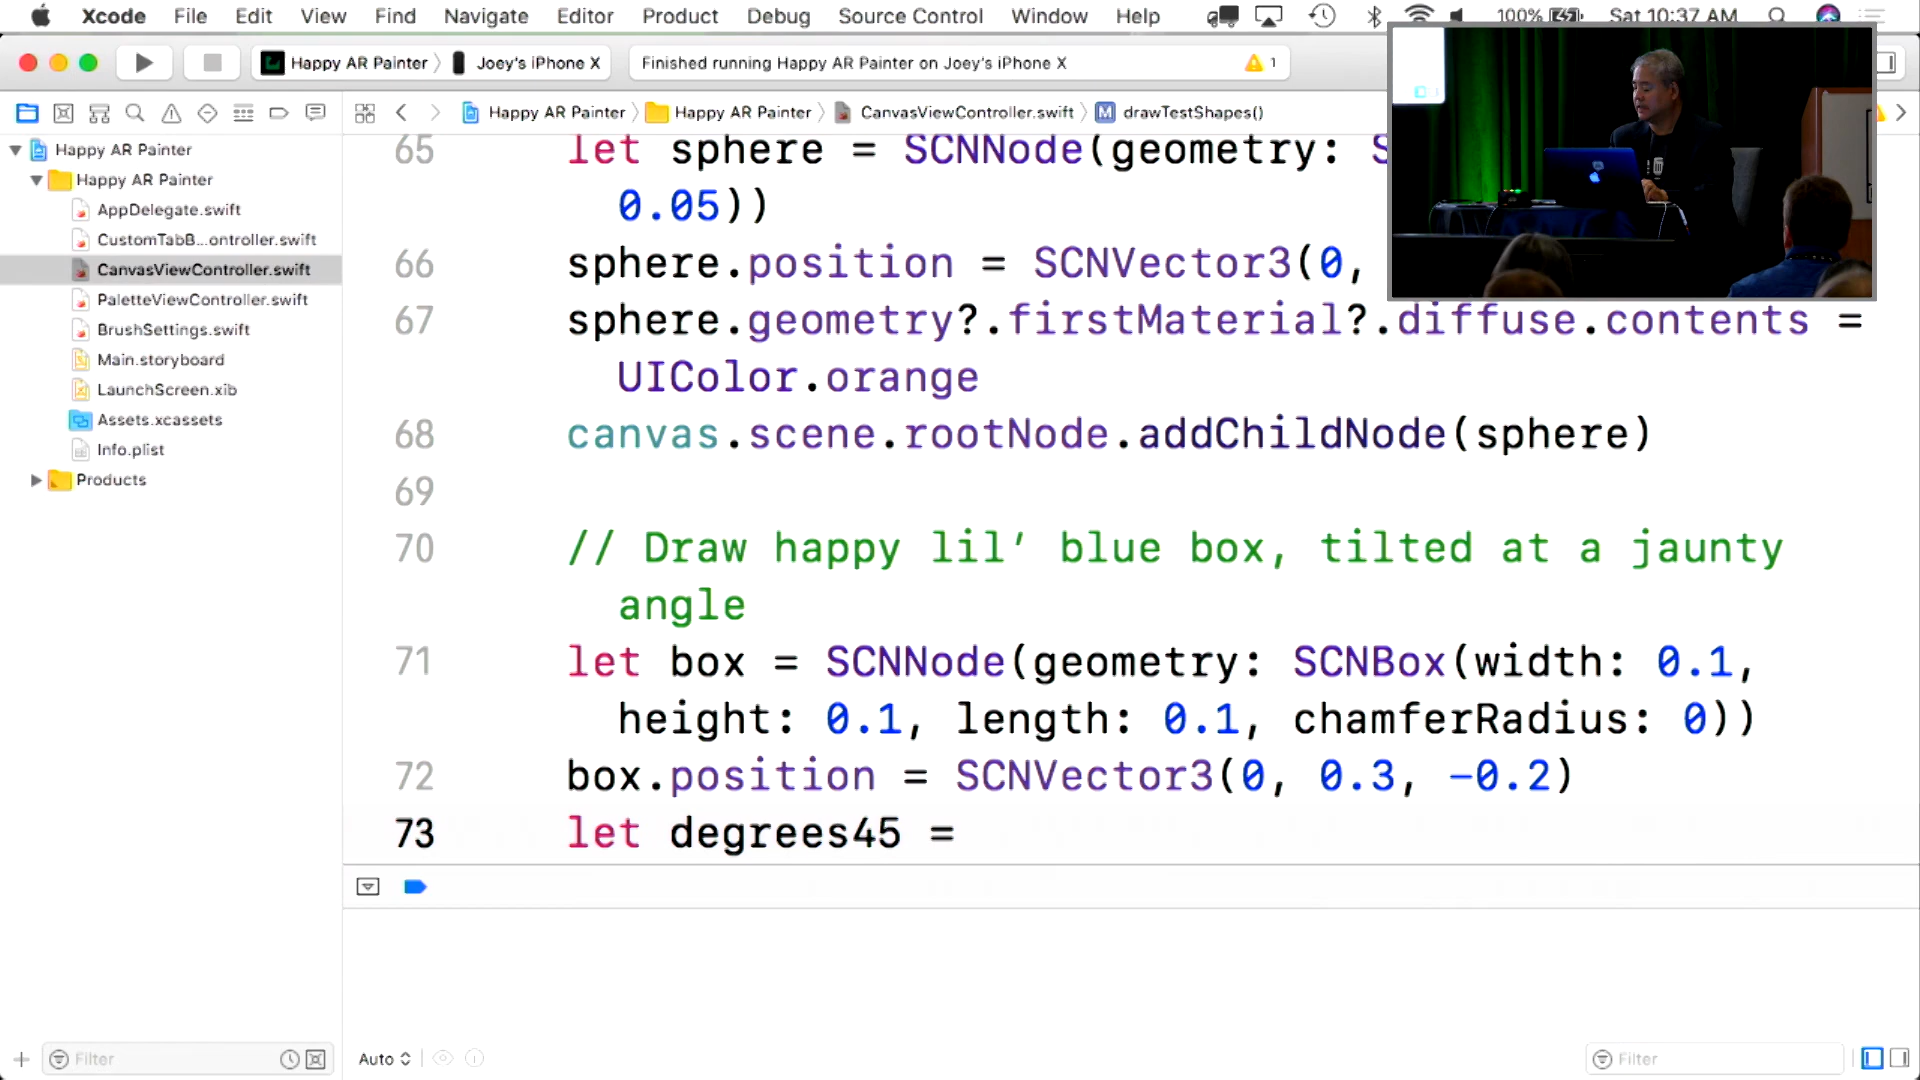 Xcode File Edit View Find Navigate Editor Product Debug Source Control Window Help 100% Sat 10:37 AM
Happy AR Painter Joey's iPhone X Finished running Happy AR Painter on Joey's iPhone X 1
Happy AR Painter Happy AR Painter CanvasViewController.swift M drawTestShapes()
Happy AR Painter
Happy AR Painter
AppDelegate.swift
CustomTabB...ontroller.swift
CanvasViewController.swift
PaletteViewController.swift
BrushSettings.swift
Main.storyboard
LaunchScreen.xib
Assets.xcassets
Info.plist
Products
65 let sphere = SCNNode(geometry: S
0.05))
66 sphere.position = SCNVector3(0,
67 sphere.geometry?.firstMaterial?.diffuse.contents =
UIColor.orange
68 canvas.scene.rootNode.addChildNode(sphere)
69
70 // Draw happy lil' blue box, tilted at a jaunty
angle
71 let box = SCNNode(geometry: SCNBox(width: 0.1,
height: 0.1, length: 0.1, chamferRadius: 0))
72 box.position = SCNVector3(0, 0.3, -0.2)
73 let degrees45 =
Filter Auto Filter